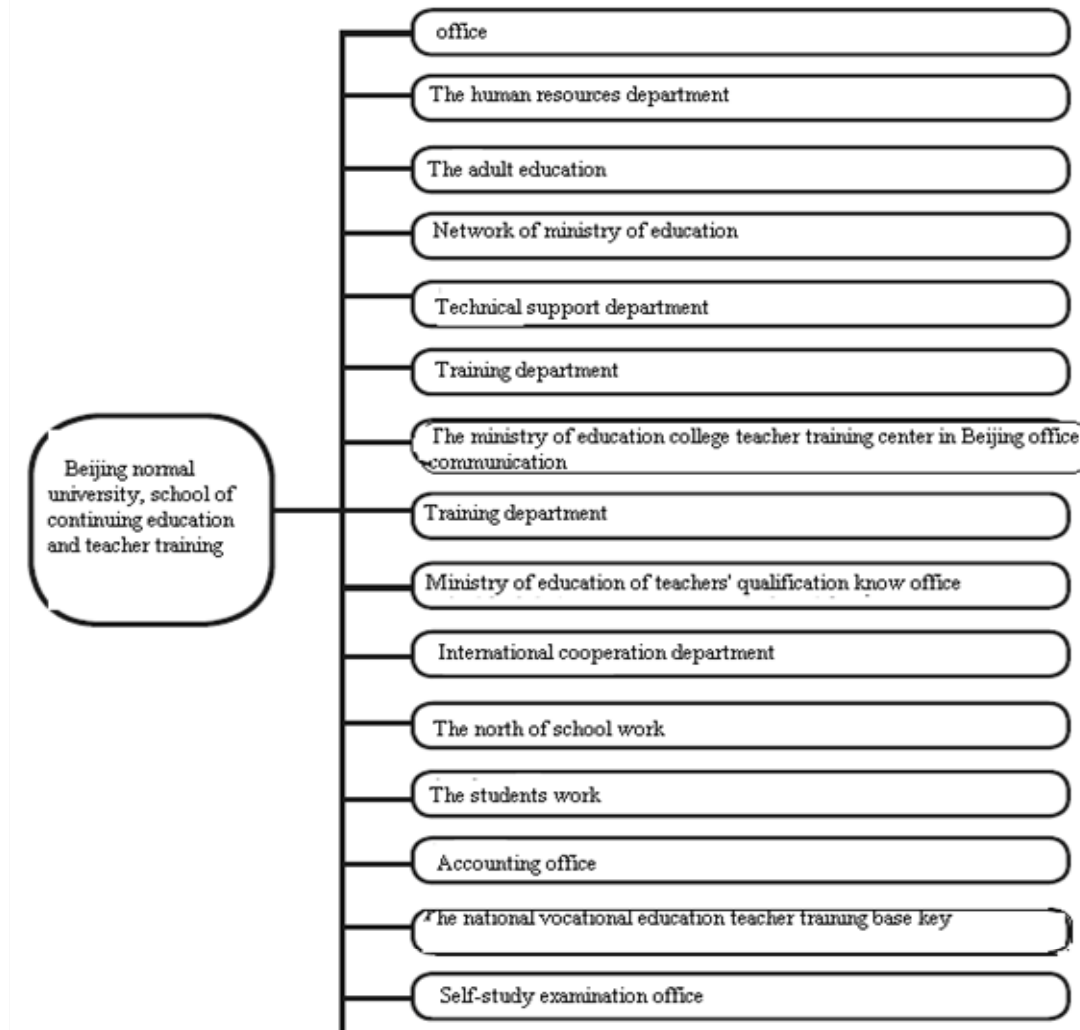 office
The human resources department
The adult education
Network of ministry of education
Technical support department
Training department
The ministry of education college teacher training center in Beijing office
communication
Beijing normal
university, school of
continuing education
and teacher training
Training department
Ministry of education of teachers' qualification know office
International cooperation department
The north of school work
The students work
Accounting office
The national vocational education teacher training base key
Self-study examination office